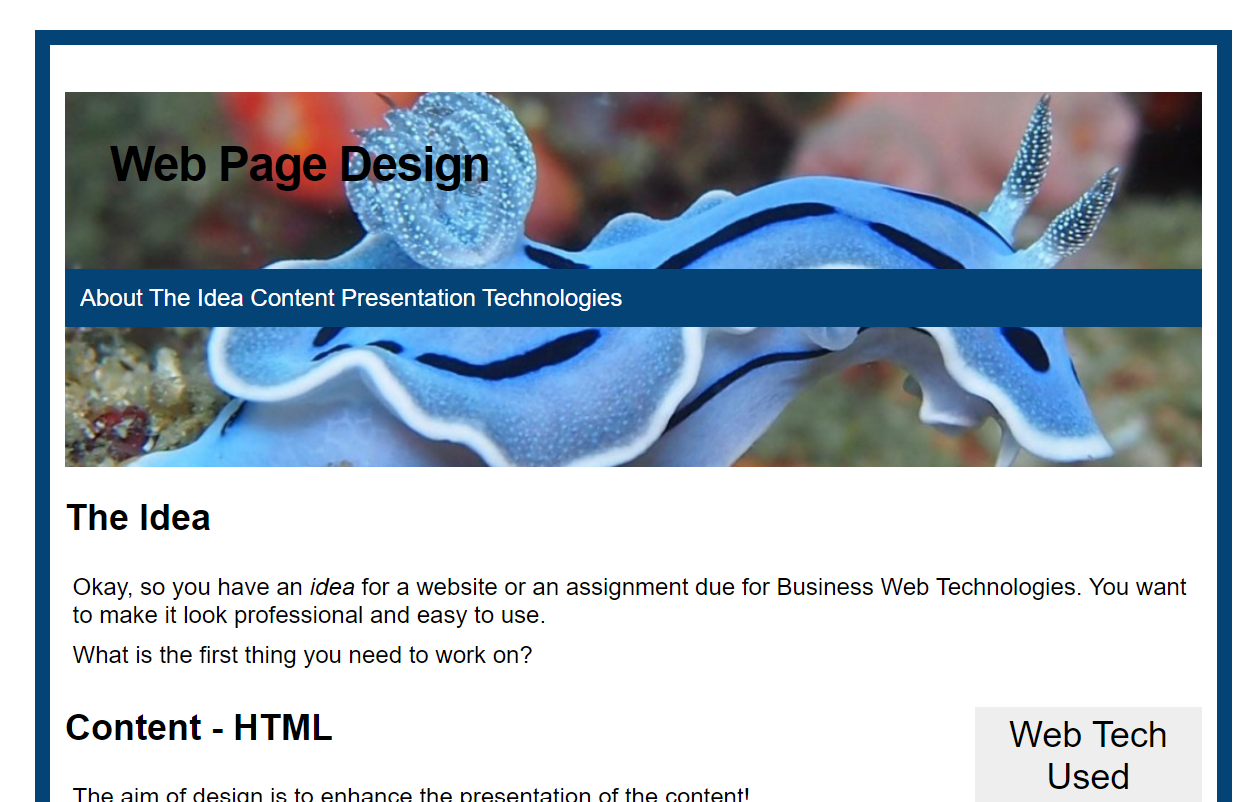 Web Page Design
About The Idea Content Presentation Technologies
The Idea
Okay, so you have an idea for a website or an assignment due for Business Web Technologies. You want
to make it look professional and easy to use.
What is the first thing you need to work on?
Content - HTML
Web Tech
Used
The aim of design is to enhance the presentation of the content!